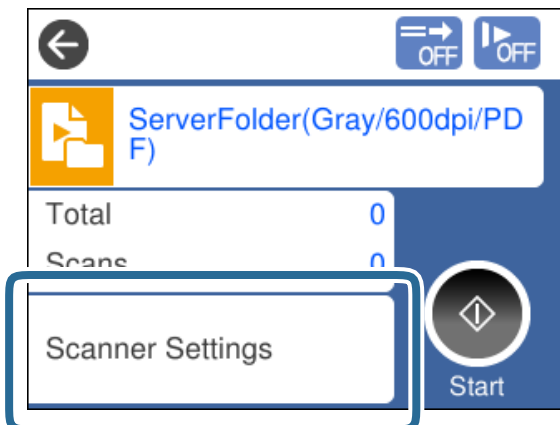 OFF
OFF
ServerFolder(Gray/600dpi/PD
F)
Total 0
Scans 0
Scanner Settings
Start